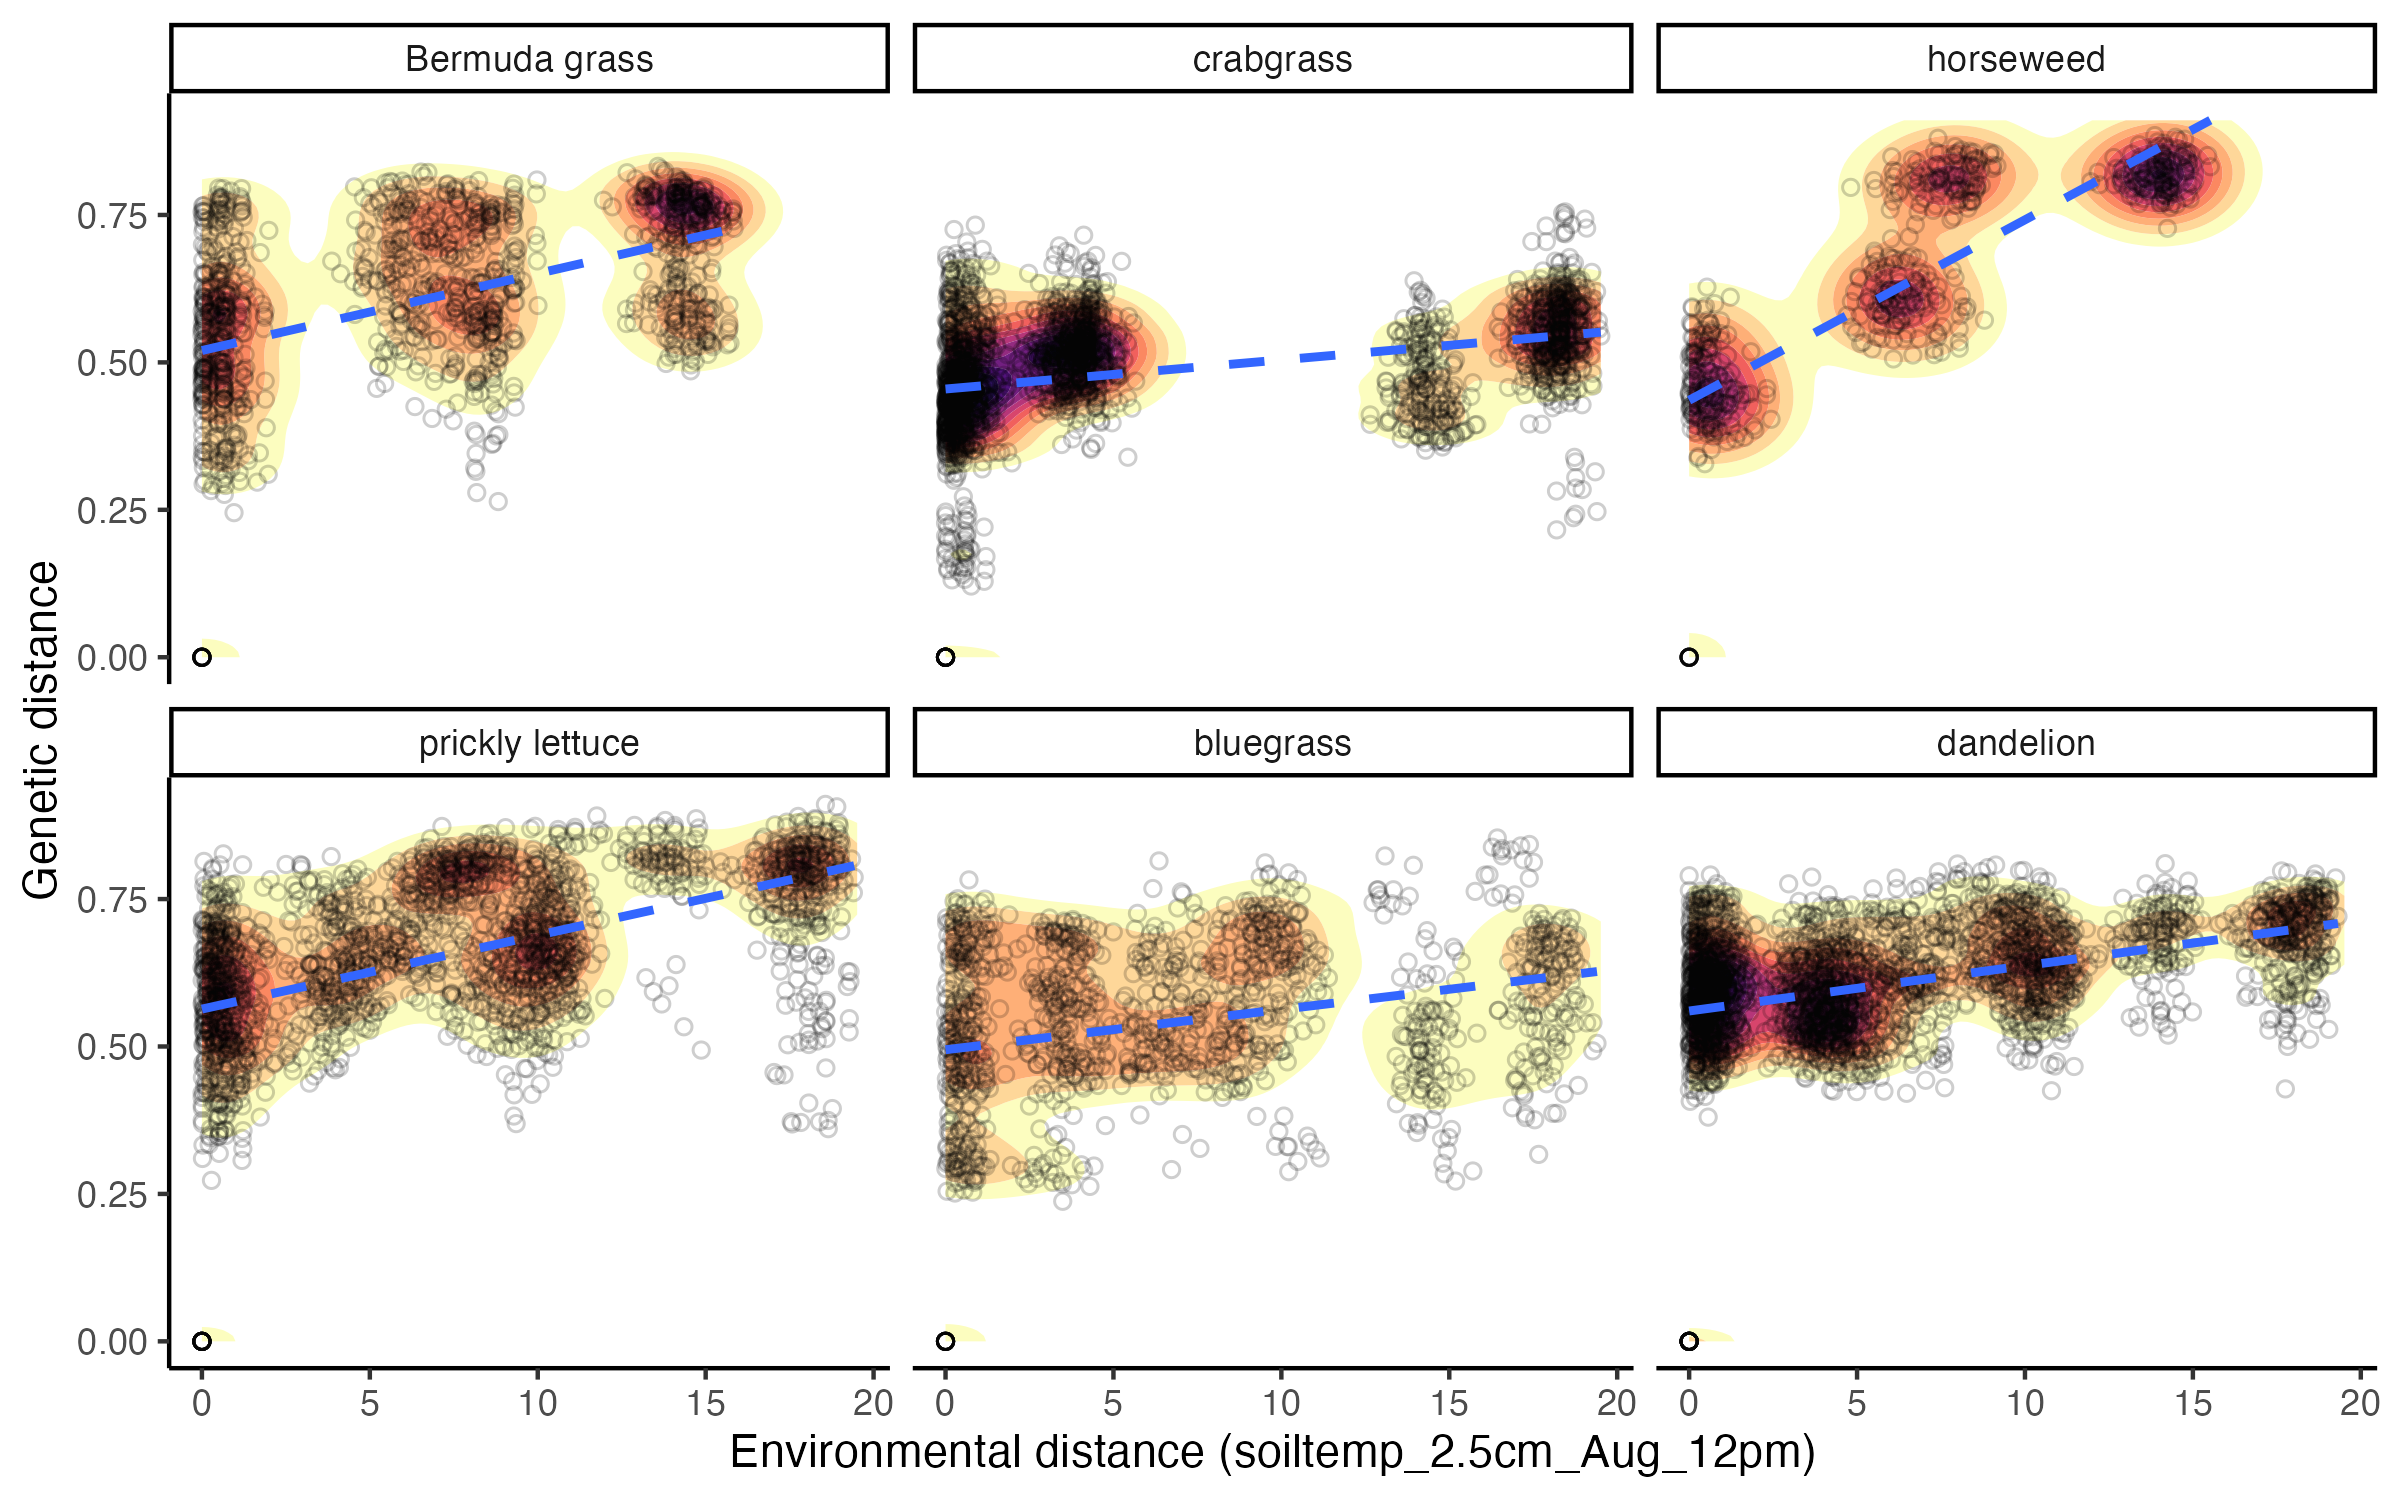 Bermuda grass
crabgrass
horseweed
0.75
0.50
0.25
0.00
Genetic distance
prickly lettuce
bluegrass
dandelion
0.75
0.50
0.25
0.00
0 5 10 15 20 0 5 10 15 20 0 5 10 15 20
Environmental distance (soiltemp_2.5cm_Aug_12pm)